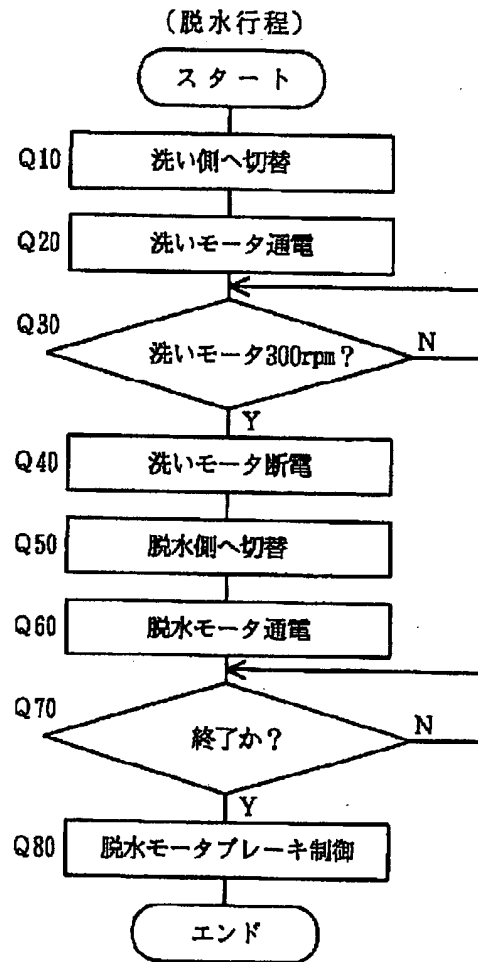 (脱水行程)
スタート
Q10 洗い側へ切替
Q20 洗いモータ通電
Q30 洗いモータ300rpm? N
Y
Q40 洗いモータ断電
Q50 脱水側へ切替
Q60 脱水モータ通電
Q70 終了か? N
Y
Q80 脱水モータブレーキ制御
エンド